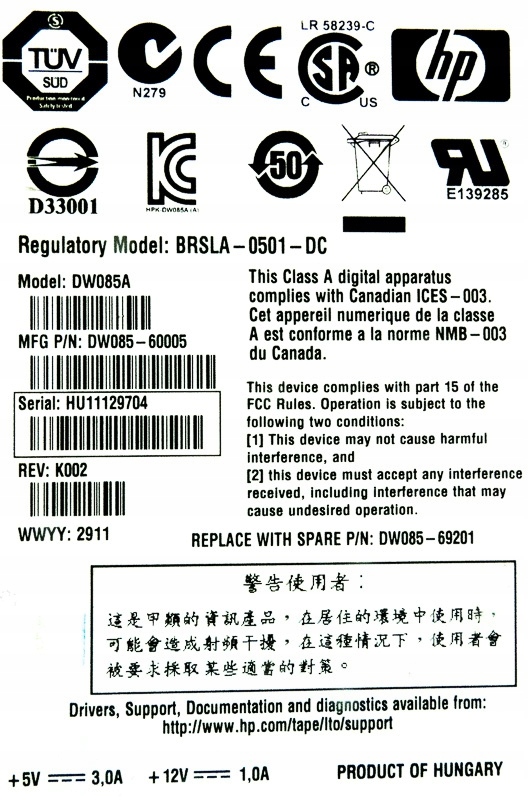 TÜV
SÜD
Production monitored
Safety tested
N279
CE
LR 58239-C
SA
®
C US
hp
D33001
KC
HPK-DW085A (A)
50
RU
E139285
Regulatory Model: BRSLA-0501-DC
Model: DW085A
MFG P/N: DW085-60005
Serial: HU11129704
REV: K002
WWYY: 2911
This Class A digital apparatus
complies with Canadian ICES-003.
Cet appareil numerique de la classe
A est conforme a la norme NMB-003
du Canada.
This device complies with part 15 of the
FCC Rules. Operation is subject to the
following two conditions:
[1] This device may not cause harmful
interference, and
[2] this device must accept any interference
received, including interference that may
cause undesired operation.
REPLACE WITH SPARE P/N: DW085-69201
警告使用者：
這是甲類的資訊產品，在居住的環境中使用時，
可能會造成射頻干擾，在這種情況下，使用者會
被要求採取某些適當的對策。
Drivers, Support, Documentation and diagnostics available from:
http://www.hp.com/tape/lto/support
+5V ⎓ 3,0A +12V ⎓ 1,0A PRODUCT OF HUNGARY